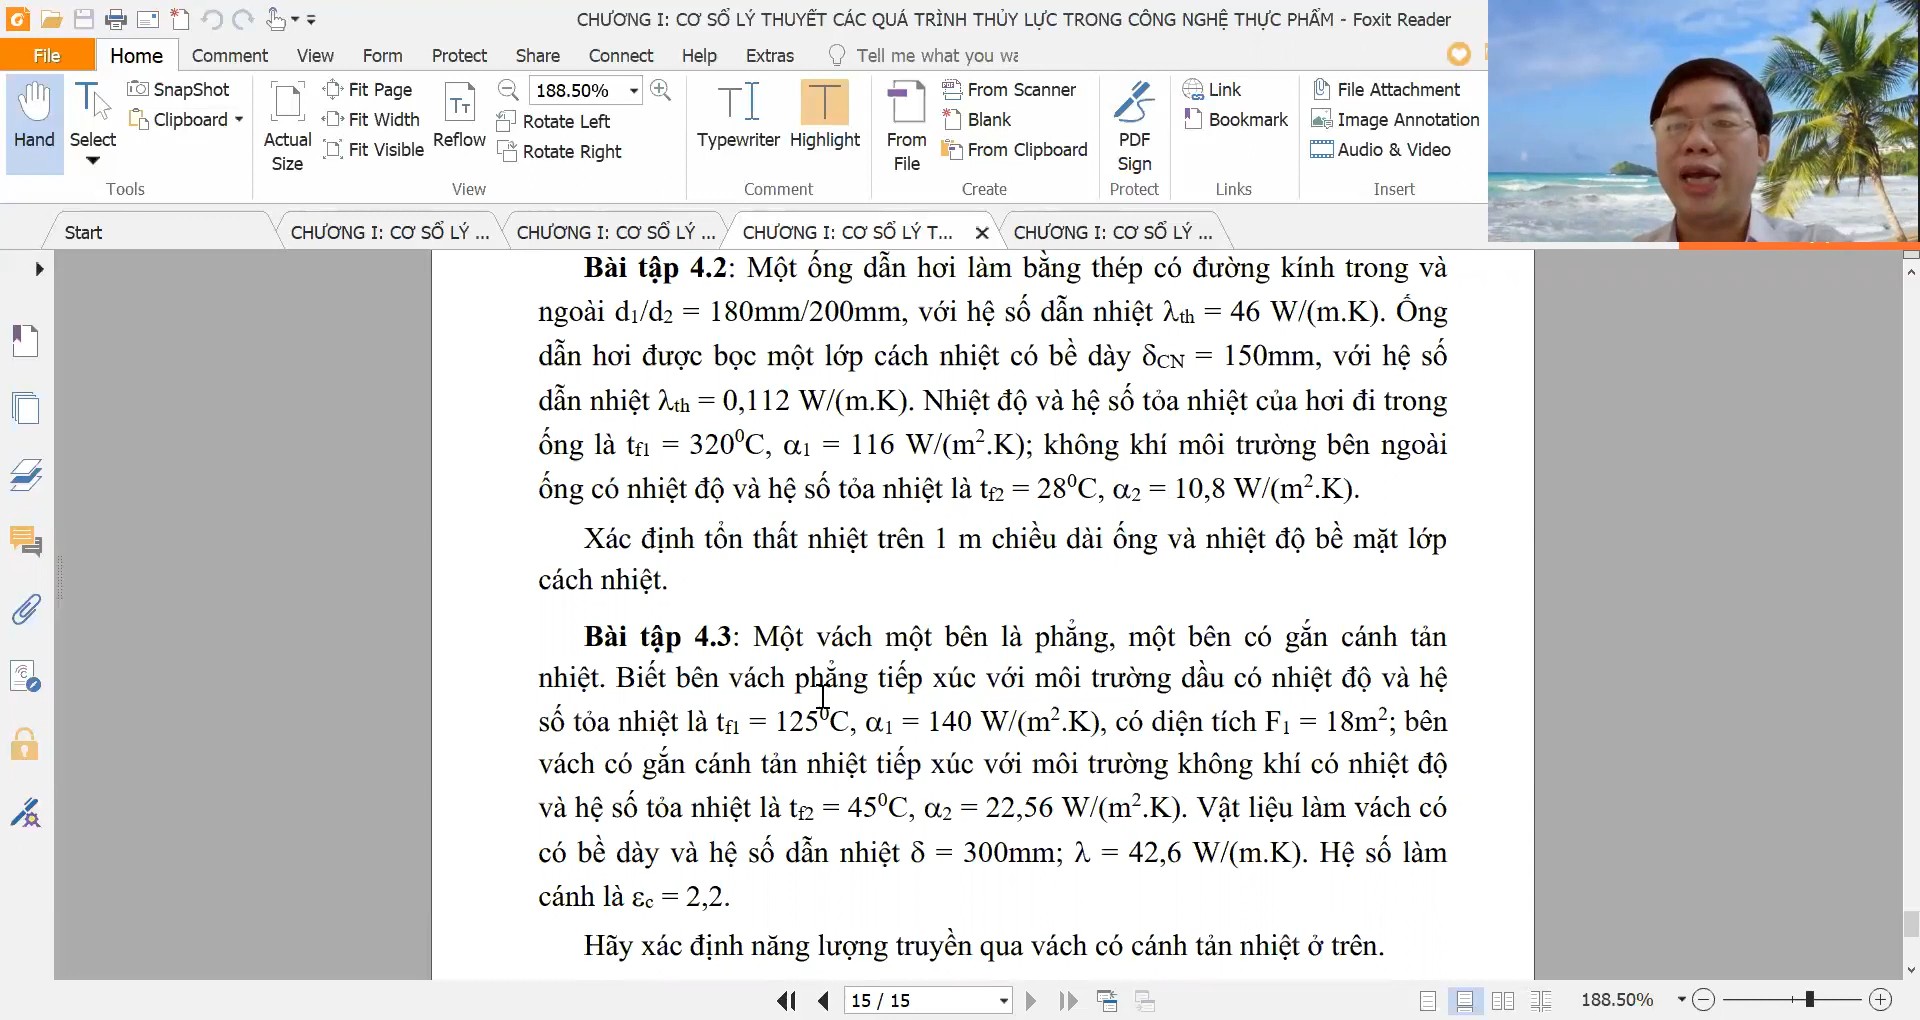 CHƯƠNG I: CƠ SỔ LÝ THUYẾT CÁC QUÁ TRÌNH THỦY LỰC TRONG CÔNG NGHỆ THỰC PHẨM - Foxit Reader
File Home Comment View Form Protect Share Connect Help Extras Tell me what you wa
Hand
Select
SnapShot
Clipboard
Tools
Actual Size
Fit Page
Fit Width
Fit Visible
Reflow
188.50%
Rotate Left
Rotate Right
View
Typewriter
Highlight
Comment
From File
From Scanner
Blank
From Clipboard
Create
PDF Sign
Protect
Link
Bookmark
Links
File Attachment
Image Annotation
Audio & Video
Insert
Start
CHƯƠNG I: CƠ SỔ LÝ ...
CHƯƠNG I: CƠ SỔ LÝ ...
CHƯƠNG I: CƠ SỔ LÝ T...
CHƯƠNG I: CƠ SỔ LÝ ...
Bài tập 4.2: Một ống dẫn hơi làm bằng thép có đường kính trong và
ngoài d1/d2 = 180mm/200mm, với hệ số dẫn nhiệt λth = 46 W/(m.K). Ống
dẫn hơi được bọc một lớp cách nhiệt có bề dày δCN = 150mm, với hệ số
dẫn nhiệt λth = 0,112 W/(m.K). Nhiệt độ và hệ số tỏa nhiệt của hơi đi trong
ống là tf1 = 320⁰C, α1 = 116 W/(m².K); không khí môi trường bên ngoài
ống có nhiệt độ và hệ số tỏa nhiệt là tf2 = 28⁰C, α2 = 10,8 W/(m².K).
Xác định tổn thất nhiệt trên 1 m chiều dài ống và nhiệt độ bề mặt lớp
cách nhiệt.
Bài tập 4.3: Một vách một bên là phẳng, một bên có gắn cánh tản
nhiệt. Biết bên vách phẳng tiếp xúc với môi trường dầu có nhiệt độ và hệ
số tỏa nhiệt là tf1 = 125⁰C, α1 = 140 W/(m².K), có diện tích F1 = 18m²; bên
vách có gắn cánh tản nhiệt tiếp xúc với môi trường không khí có nhiệt độ
và hệ số tỏa nhiệt là tf2 = 45⁰C, α2 = 22,56 W/(m².K). Vật liệu làm vách có
có bề dày và hệ số dẫn nhiệt δ = 300mm; λ = 42,6 W/(m.K). Hệ số làm
cánh là εc = 2,2.
Hãy xác định năng lượng truyền qua vách có cánh tản nhiệt ở trên.
15 / 15
188.50%